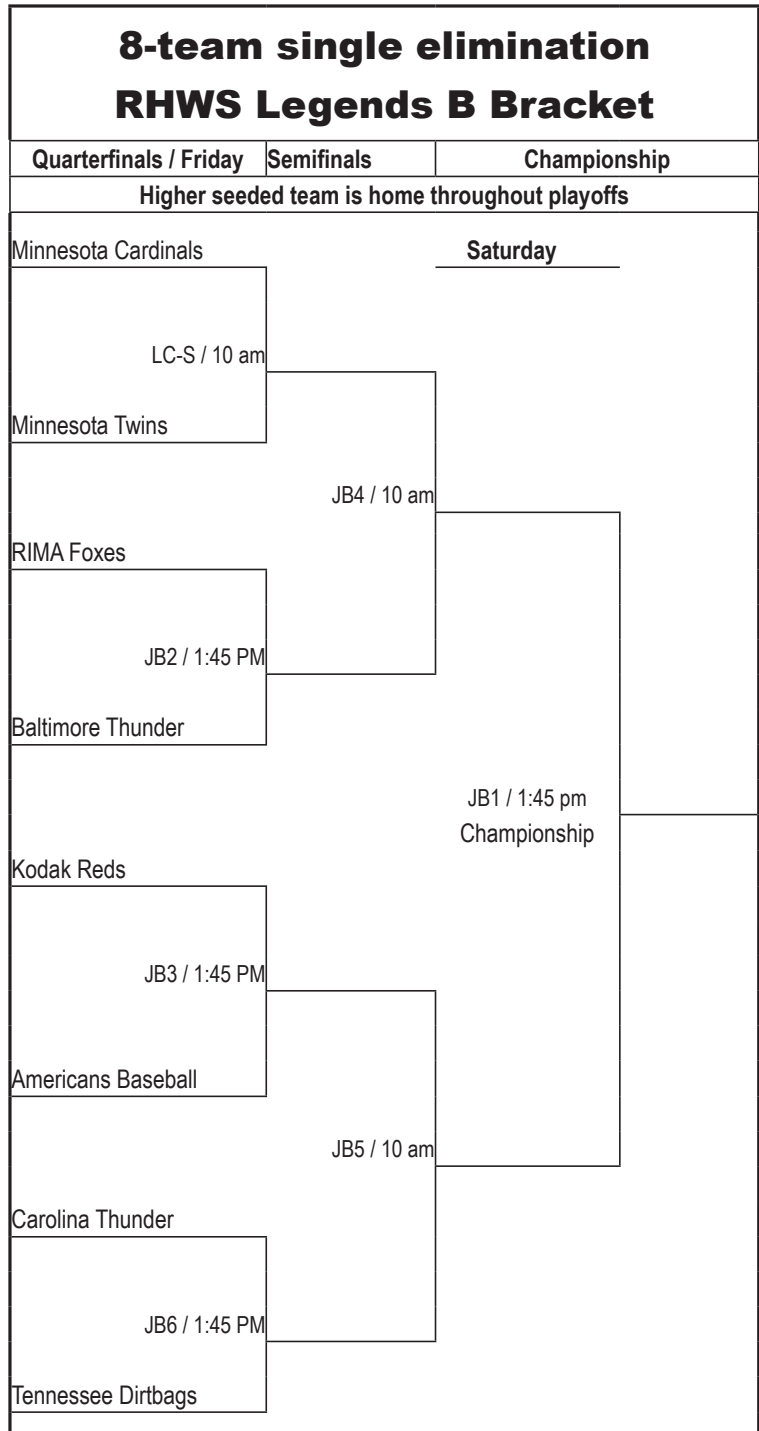 8-team single elimination
RHWS Legends B Bracket
Quarterfinals / Friday Semifinals Championship
Higher seeded team is home throughout playoffs
Minnesota Cardinals Saturday
LC-S / 10 am
Minnesota Twins
JB4 / 10 am
RIMA Foxes
JB2 / 1:45 PM
Baltimore Thunder
JB1 / 1:45 pm
Championship
Kodak Reds
JB3 / 1:45 PM
Americans Baseball
JB5 / 10 am
Carolina Thunder
JB6 / 1:45 PM
Tennessee Dirtbags